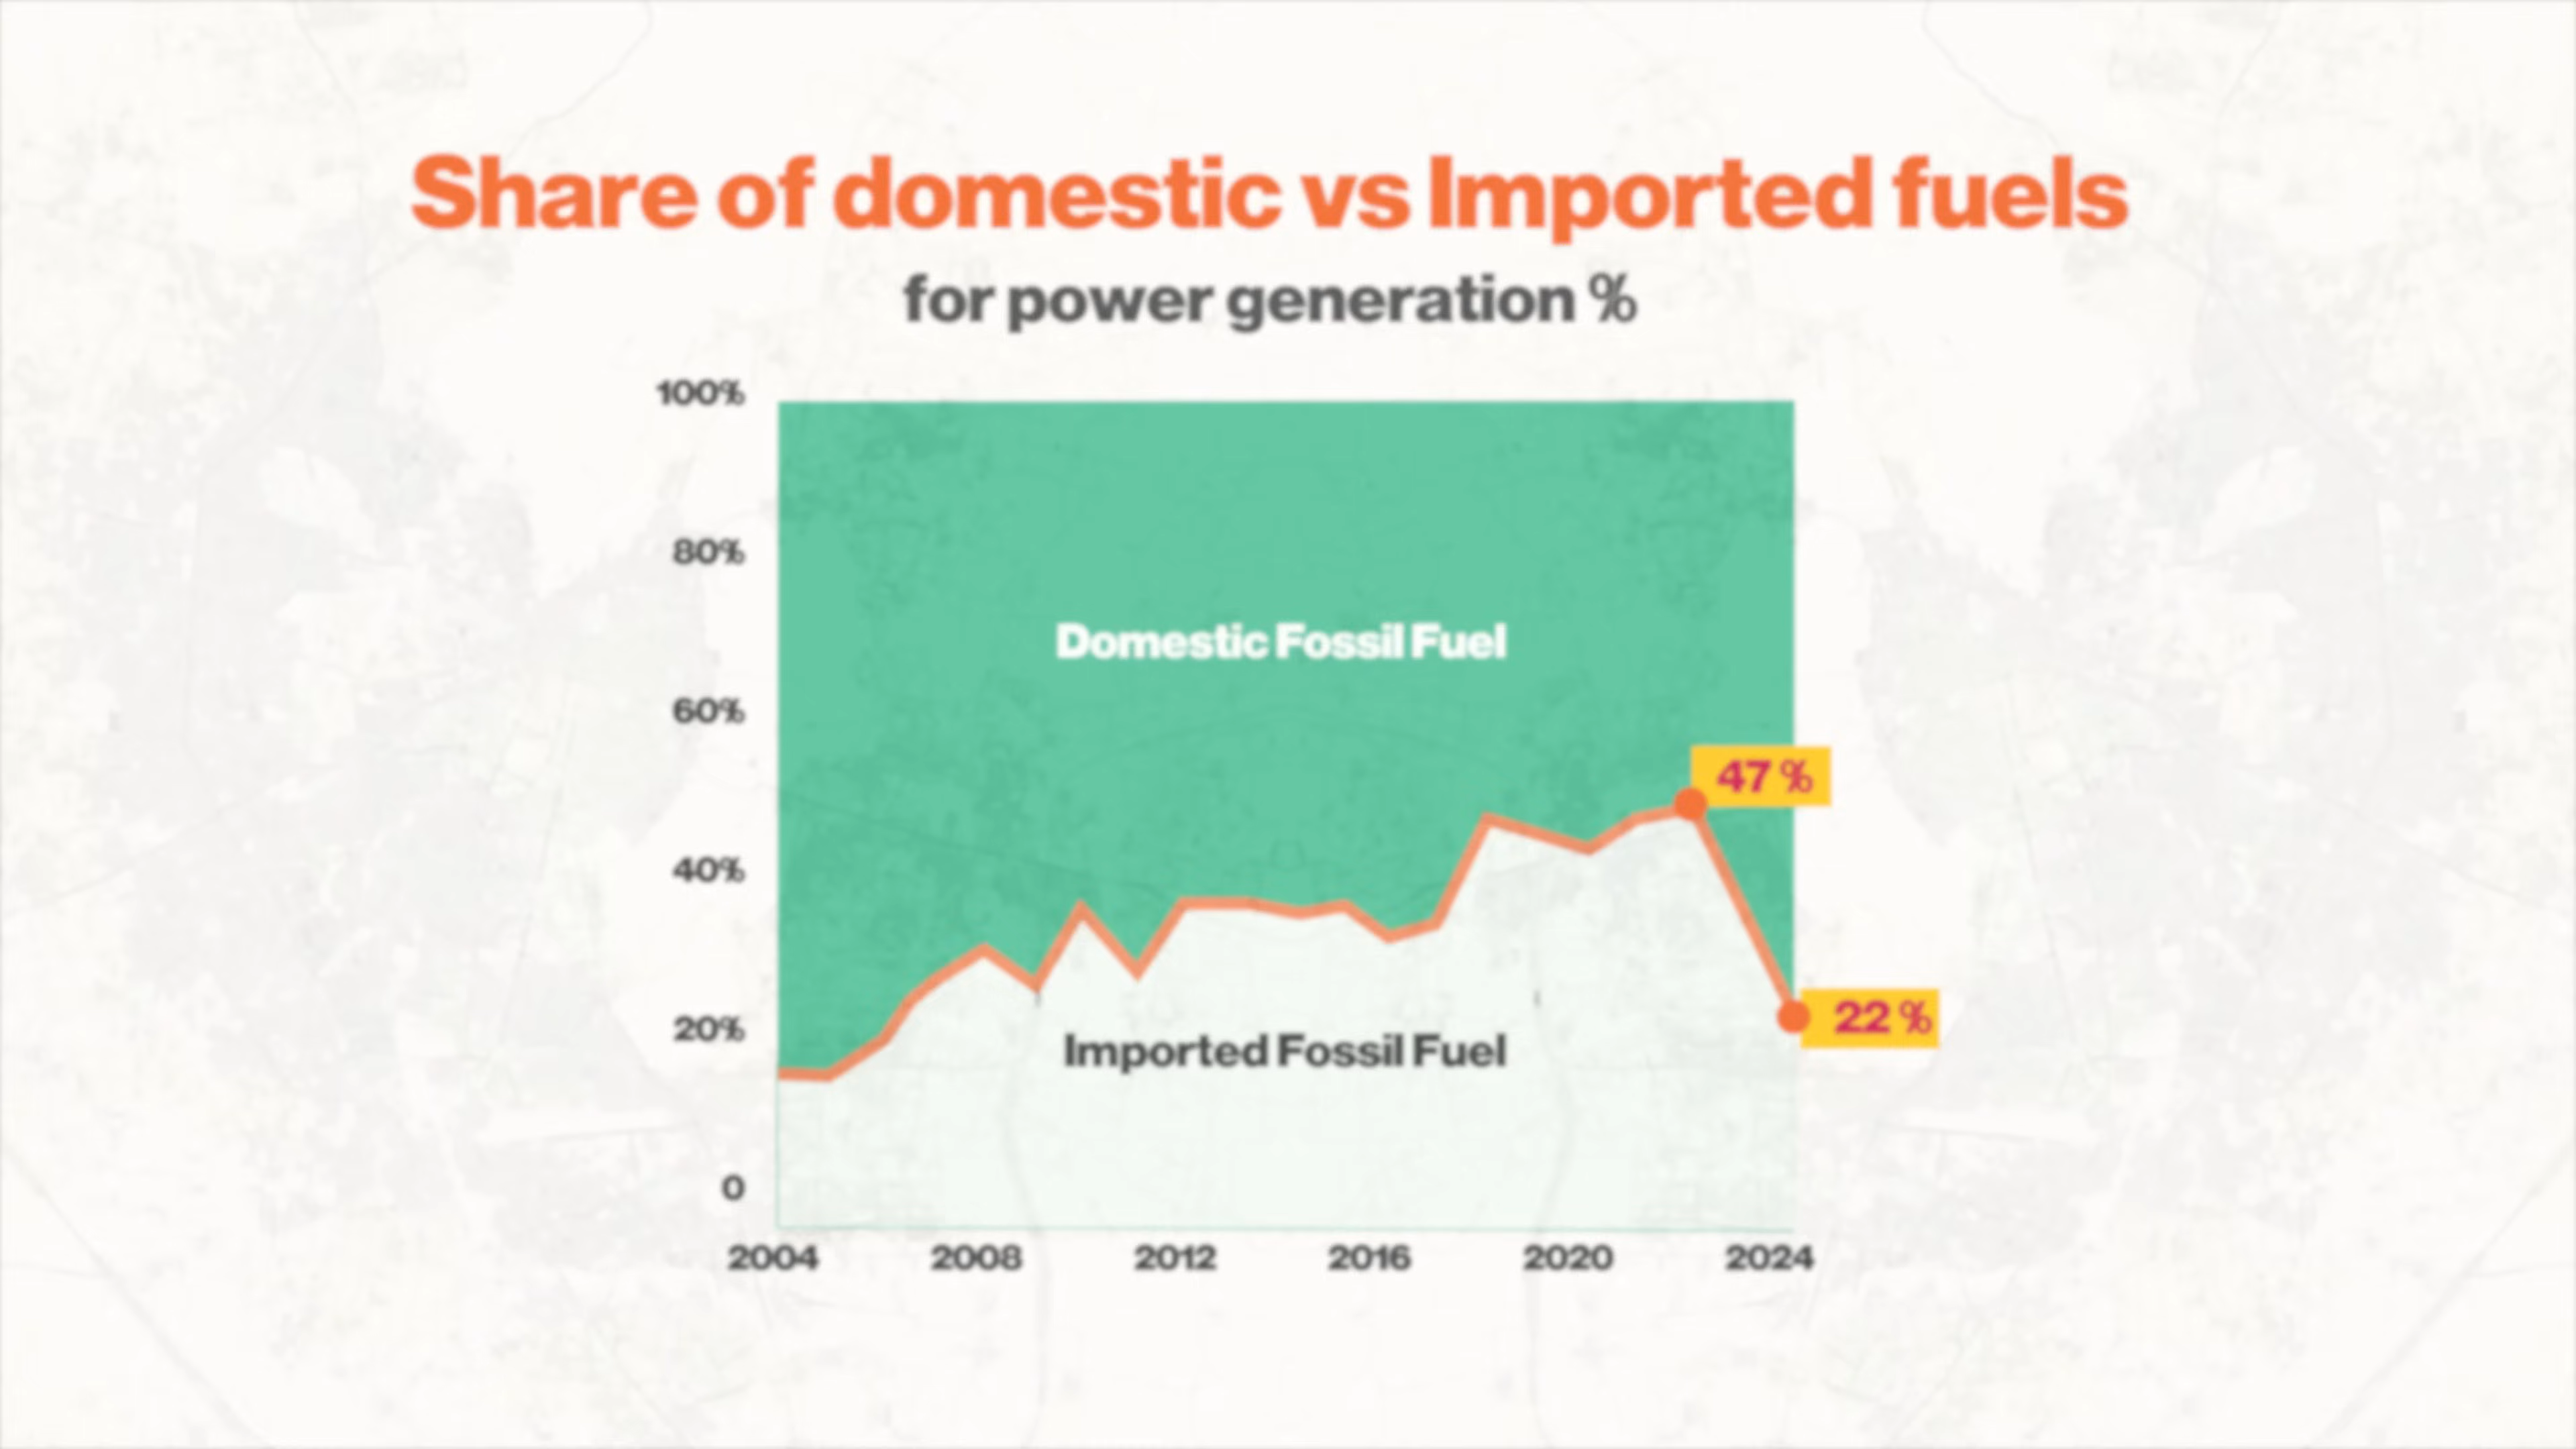 Share of domestic vs Imported fuels
for power generation %
100%
80%
Domestic Fossil Fuel
60%
47 %
40%
22 %
20%
Imported Fossil Fuel
0
2004 2008 2012 2016 2020 2024